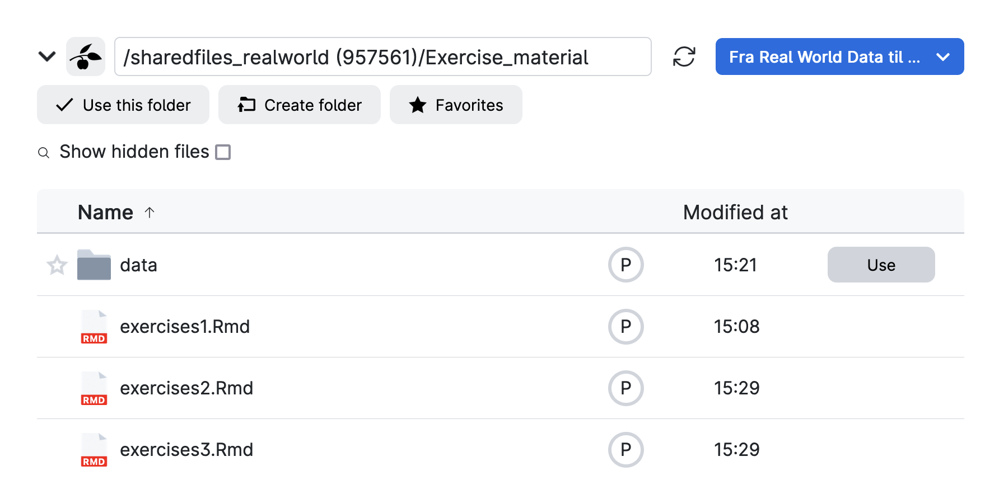 /sharedfiles_realworld (957561)/Exercise_material
Fra Real World Data til ...
Use this folder
Create folder
Favorites
Show hidden files
Name ↑
Modified at
data
P
15:21
Use
RMD
exercises1.Rmd
P
15:08
RMD
exercises2.Rmd
P
15:29
RMD
exercises3.Rmd
P
15:29